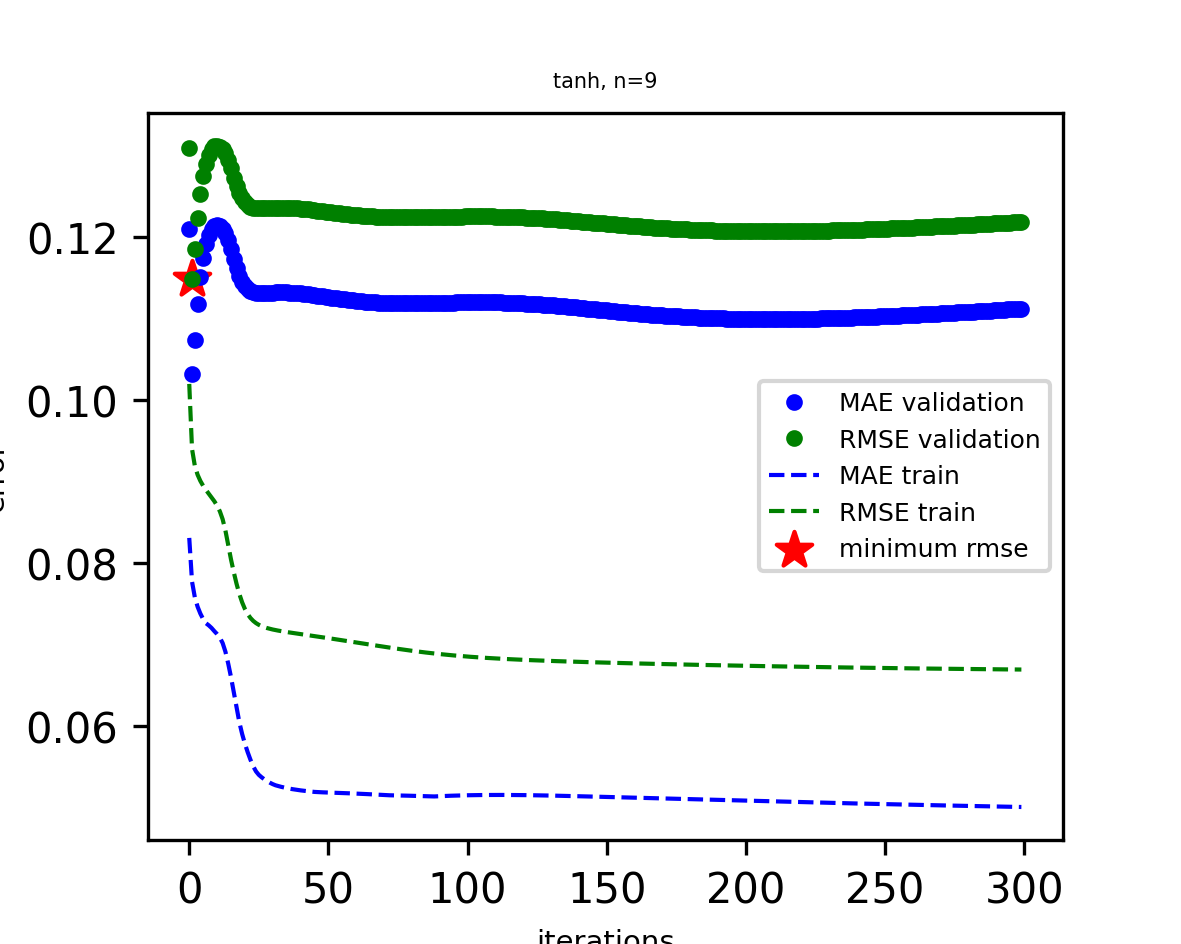 tanh, n=9
0.12
0.10
0.08
0.06
MAE validation
RMSE validation
MAE train
RMSE train
minimum rmse
0 50 100 150 200 250 300
iterations